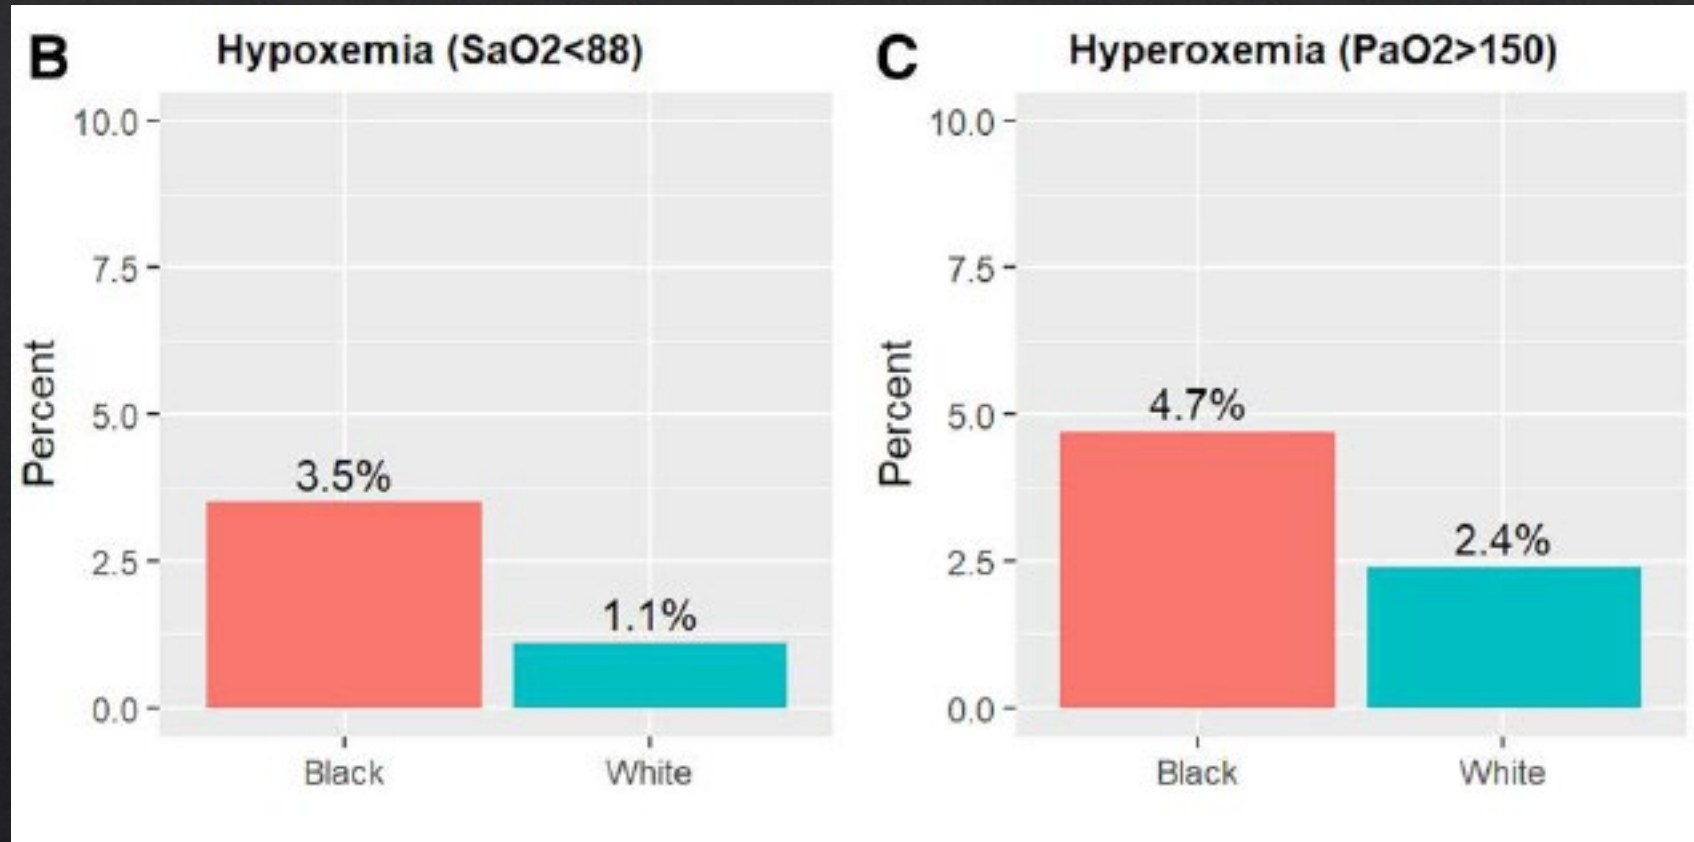 B
Hypoxemia (SaO2<88)
10.0
7.5
5.0
2.5
0.0
Percent
3.5%
1.1%
Black
White
C
Hyperoxemia (PaO2>150)
10.0
7.5
5.0
2.5
0.0
Percent
4.7%
2.4%
Black
White